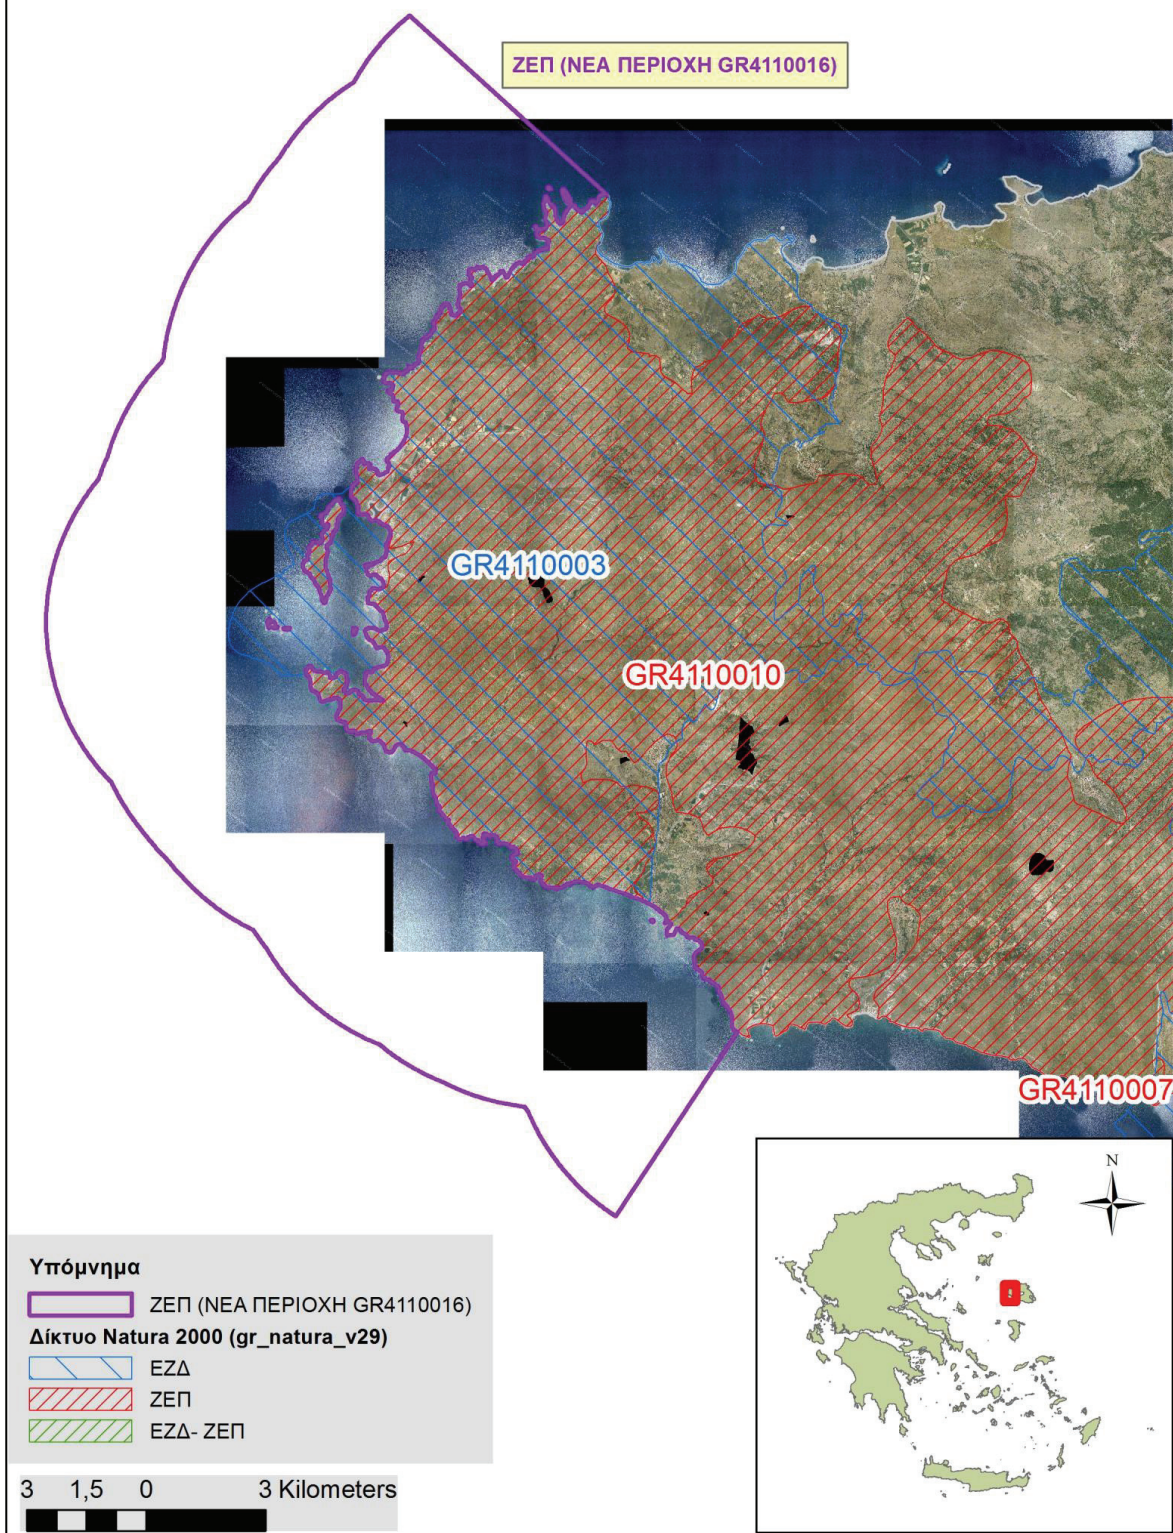 ΖΕΠ (ΝΕΑ ΠΕΡΙΟΧΗ GR4110016)
GR4110003
GR4110010
GR4110007
N
Υπόμνημα
ΖΕΠ (ΝΕΑ ΠΕΡΙΟΧΗ GR4110016)
Δίκτυο Natura 2000 (gr_natura_v29)
ΕΖΔ
ΖΕΠ
ΕΖΔ- ΖΕΠ
3 1,5 0 3 Kilometers